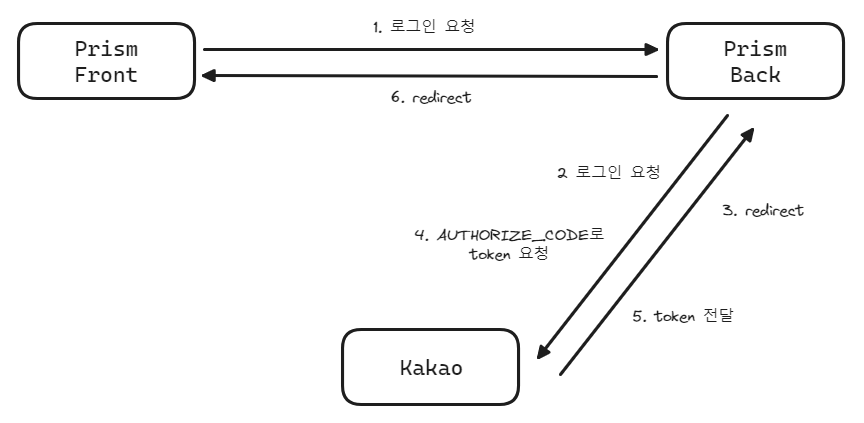 1. 로그인 요청
Prism
Front
Prism
Back
6. redirect
2 로그인 요청
3. redirect
4. AUTHORIZE_CODE로
token 요청
5. token 전달
Kakao